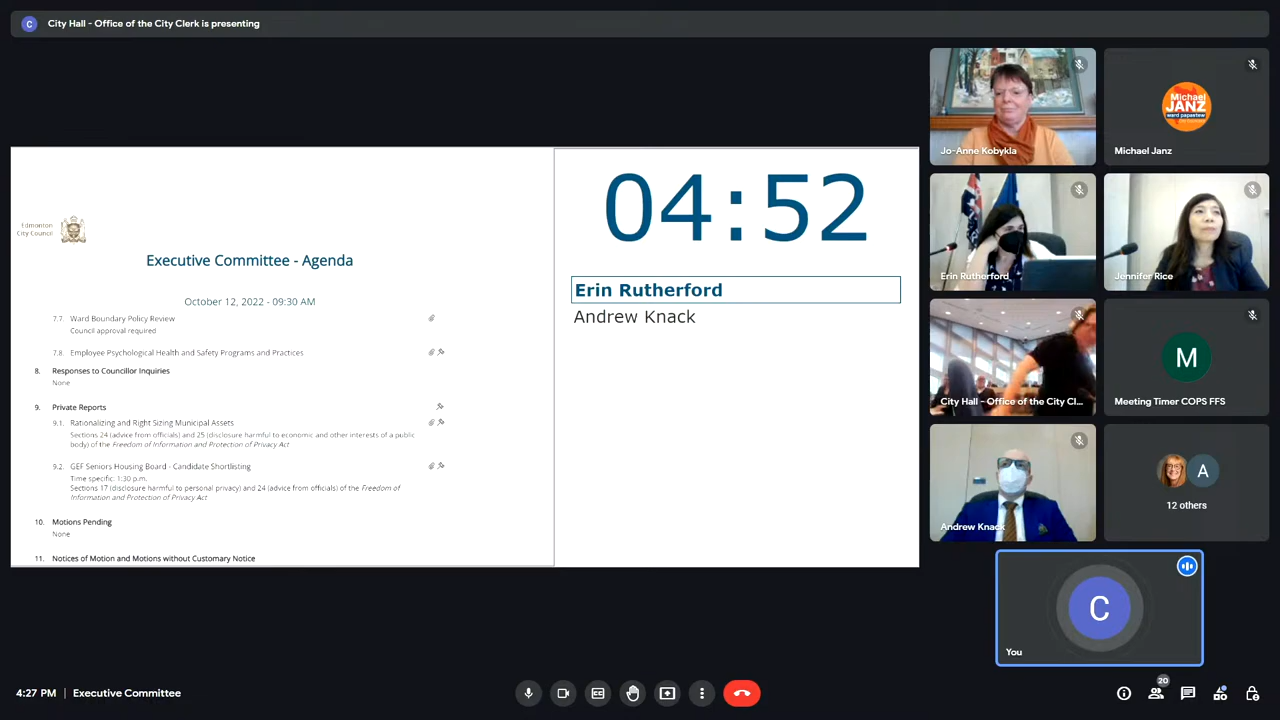 C
City Hall - Office of the City Clerk is presenting
Edmonton
City Council
Executive Committee - Agenda
October 12, 2022 - 09:30 AM
7.7. Ward Boundary Policy Review
Council approval required
7.8. Employee Psychological Health and Safety Programs and Practices
8. Responses to Councillor Inquiries
None
9. Private Reports
9.1. Rationalizing and Right Sizing Municipal Assets
Sections 24 (advice from officials) and 25 (disclosure harmful to economic and other interests of a public
body) of the Freedom of Information and Protection of Privacy Act
9.2. GEF Seniors Housing Board - Candidate Shortlisting
Time specific: 1:30 p.m.
Sections 17 (disclosure harmful to personal privacy) and 24 (advice from officials) of the Freedom of
Information and Protection of Privacy Act
10. Motions Pending
None
11. Notices of Motion and Motions without Customary Notice
04:52
Erin Rutherford
Andrew Knack
Jo-Anne Kobylka
Michael
JANZ
ward papastew
Michael Janz
Erin Rutherford
Jennifer Rice
City Hall - Office of the City Cl...
M
Meeting Timer COPS FFS
Andrew Knack
A
12 others
C
You
4:27 PM | Executive Committee
20